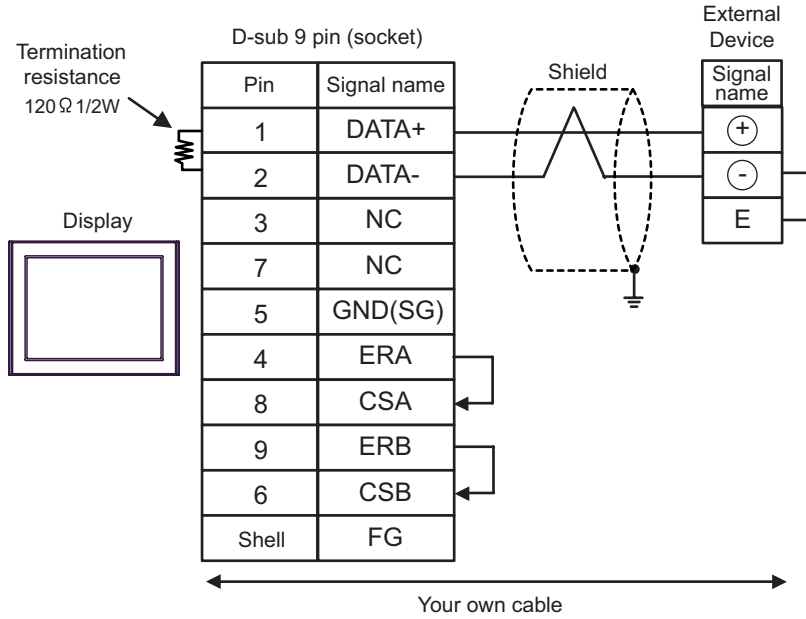 External
Device
D-sub 9 pin (socket)
Termination
resistance
120Ω 1/2W
Shield
Pin Signal name
Signal
name
1 DATA+ +
2 DATA- -
3 NC E
Display
7 NC
5 GND(SG)
4 ERA
8 CSA
9 ERB
6 CSB
Shell FG
Your own cable